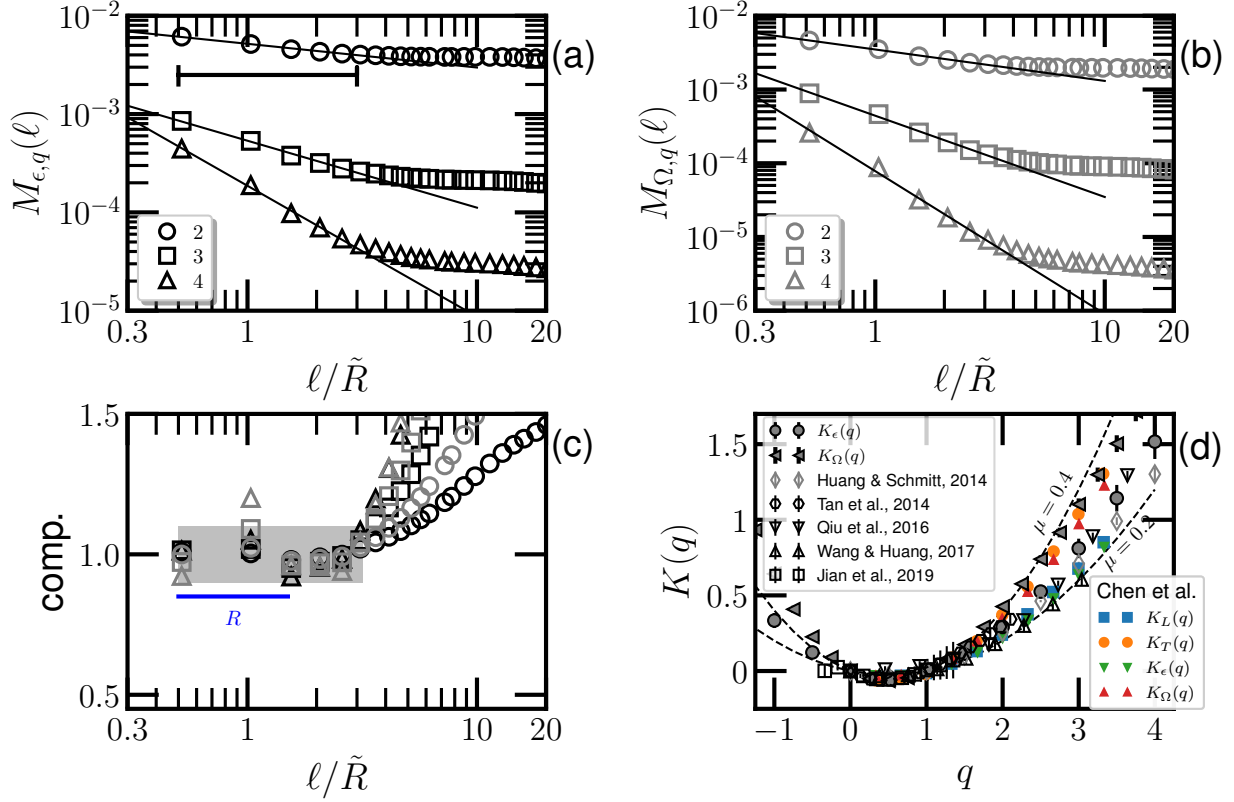 (a)
M_{ϵ,q}(ℓ)
10^{-2}
10^{-3}
10^{-4}
10^{-5}
2
3
4
0.3 1 10 20
ℓ/R̃
(b)
M_{Ω,q}(ℓ)
10^{-2}
10^{-3}
10^{-4}
10^{-5}
10^{-6}
2
3
4
0.3 1 10 20
ℓ/R̃
(c)
comp.
1.5
1.0
0.5
R
0.3 1 10 20
ℓ/R̃
(d)
K(q)
1.5
1.0
0.5
0
K_ϵ(q)
K_Ω(q)
Huang & Schmitt, 2014
Tan et al., 2014
Qiu et al., 2016
Wang & Huang, 2017
Jian et al., 2019
μ = 0.4
μ = 0.2
Chen et al.
K_L(q)
K_T(q)
K_ϵ(q)
K_Ω(q)
−1 0 1 2 3 4
q